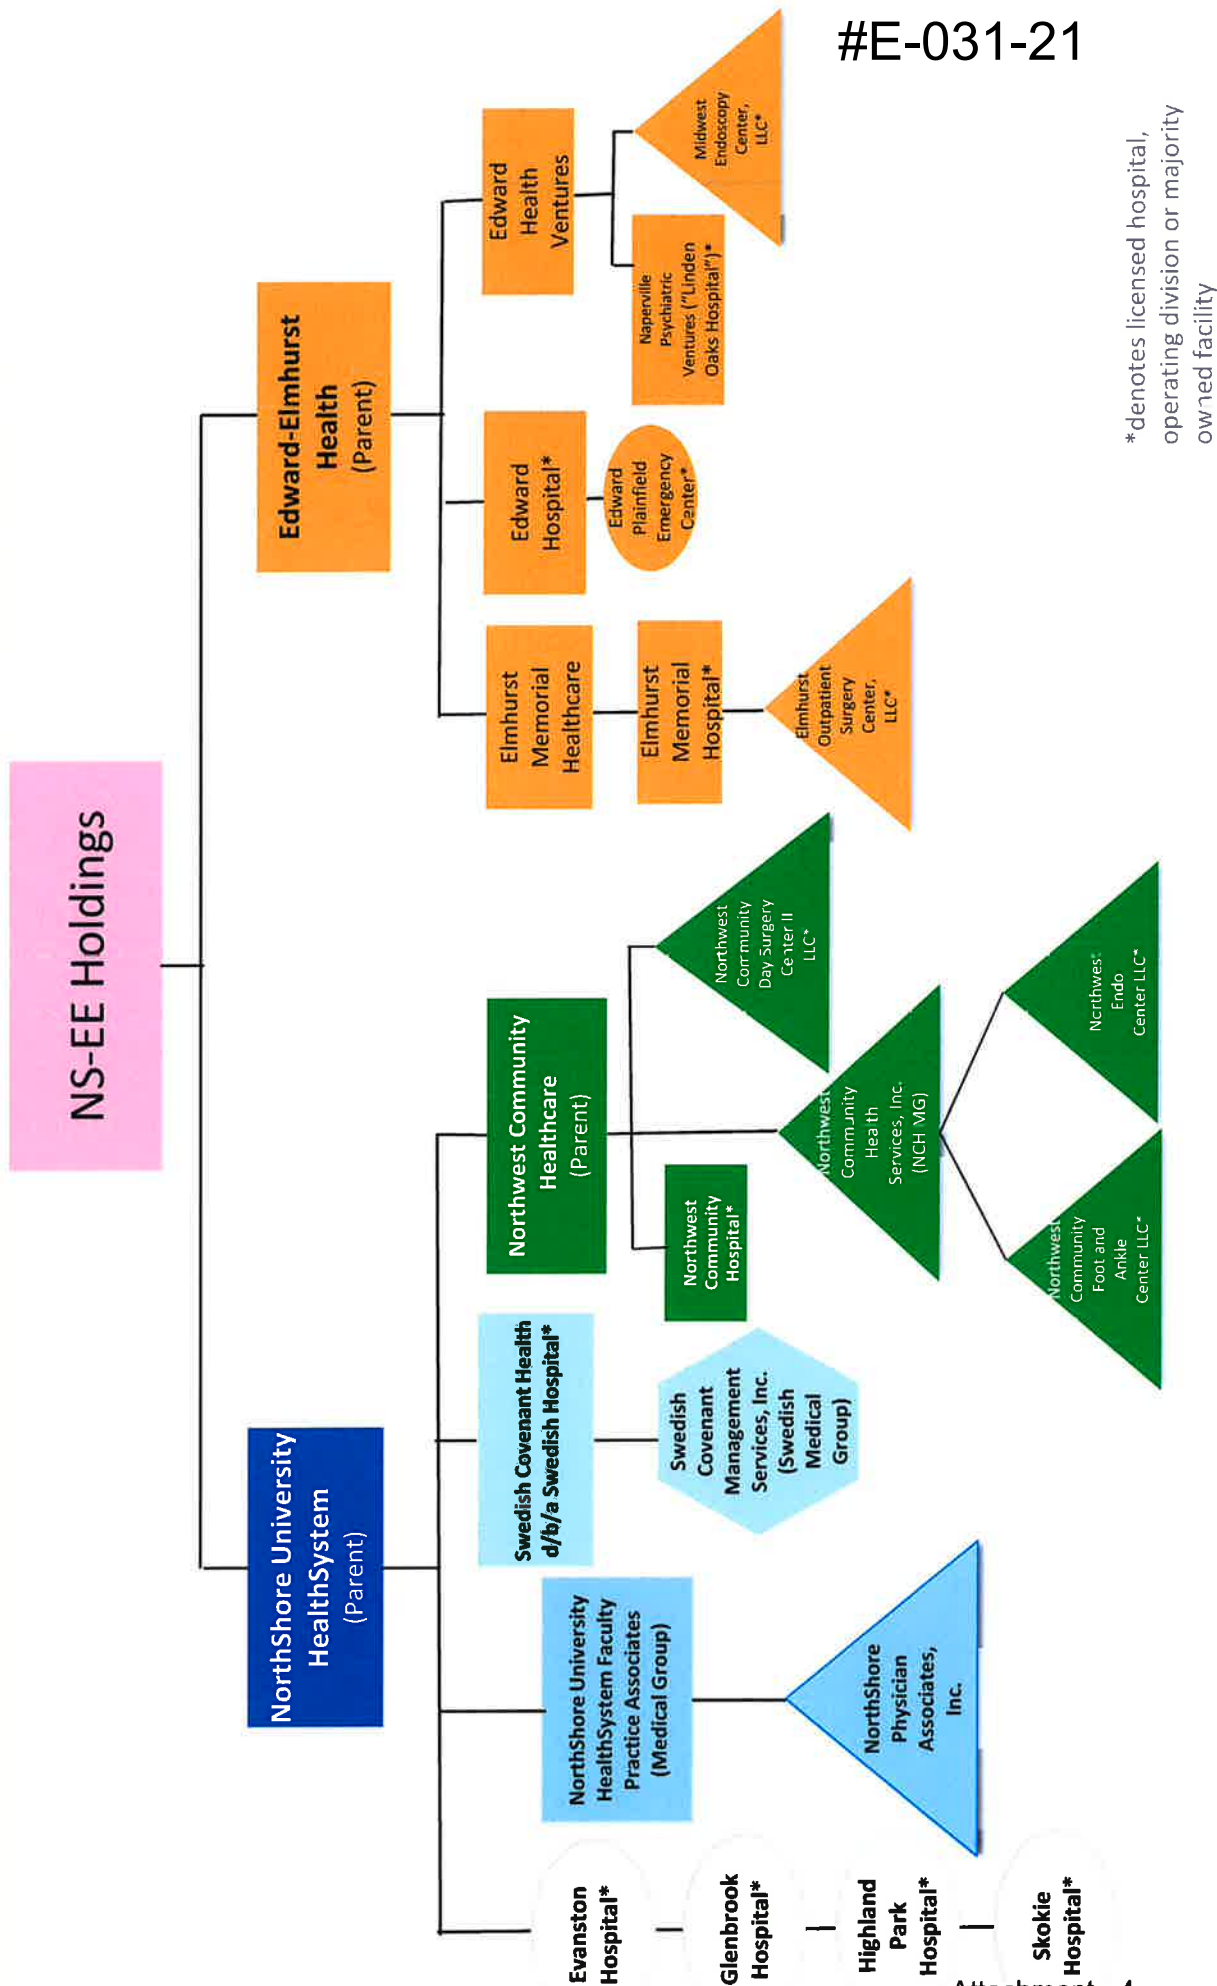 #E-031-21
NS-EE Holdings
NorthShore University
HealthSystem
(Parent)
Edward-Elmhurst
Health
(Parent)
Evanston
Hospital*
Glenbrook
Hospital*
Highland
Park
Hospital*
Skokie
Hospital*
NorthShore University
HealthSystem Faculty
Practice Associates
(Medical Group)
NorthShore
Physician
Associates,
Inc.
Swedish Covenant Health
d/b/a Swedish Hospital*
Swedish
Covenant
Management
Services, Inc.
(Swedish
Medical
Group)
Northwest Community
Healthcare
(Parent)
Northwest
Community
Hospital*
Northwest
Community
Health
Services, Inc.
(NCH MG)
Northwest
Community
Day Surgery
Center II
LLC*
Northwest
Community
Foot and
Ankle
Center LLC*
Northwest
Endo
Center LLC*
Elmhurst
Memorial
Healthcare
Elmhurst
Memorial
Hospital*
Elmhurst
Outpatient
Surgery
Center,
LLC*
Edward
Hospital*
Edward
Plainfield
Emergency
Center*
Edward
Health
Ventures
Naperville
Psychiatric
Ventures ("Linden
Oaks Hospital")*
Midwest
Endoscopy
Center,
LLC*
*denotes licensed hospital,
operating division or majority
owned facility